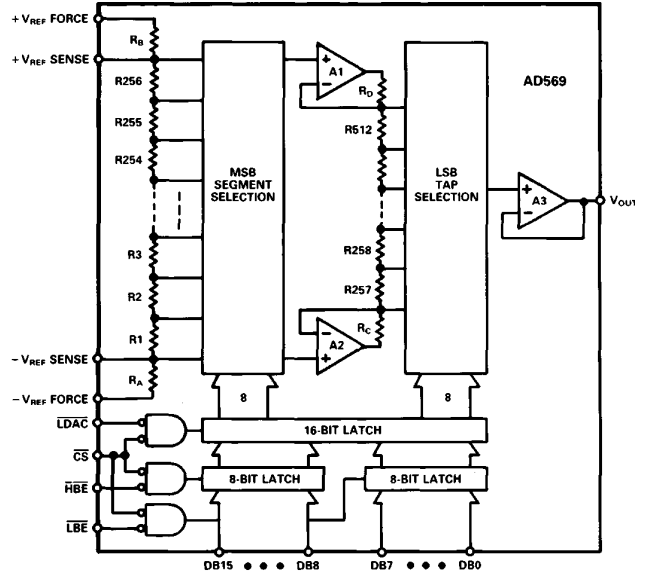 + VREF FORCE
RB
+ VREF SENSE
R256
R255
R254
R3
R2
R1
– VREF SENSE
RA
– VREF FORCE
MSB
SEGMENT
SELECTION
+
–
A1
RD
R512
R258
R257
RC
–
+
A2
LSB
TAP
SELECTION
AD569
+
–
A3
VOUT
8
8
LDAC
16-BIT LATCH
CS
HBE
8-BIT LATCH
8-BIT LATCH
LBE
DB15 • • • DB8 DB7 • • • DB0